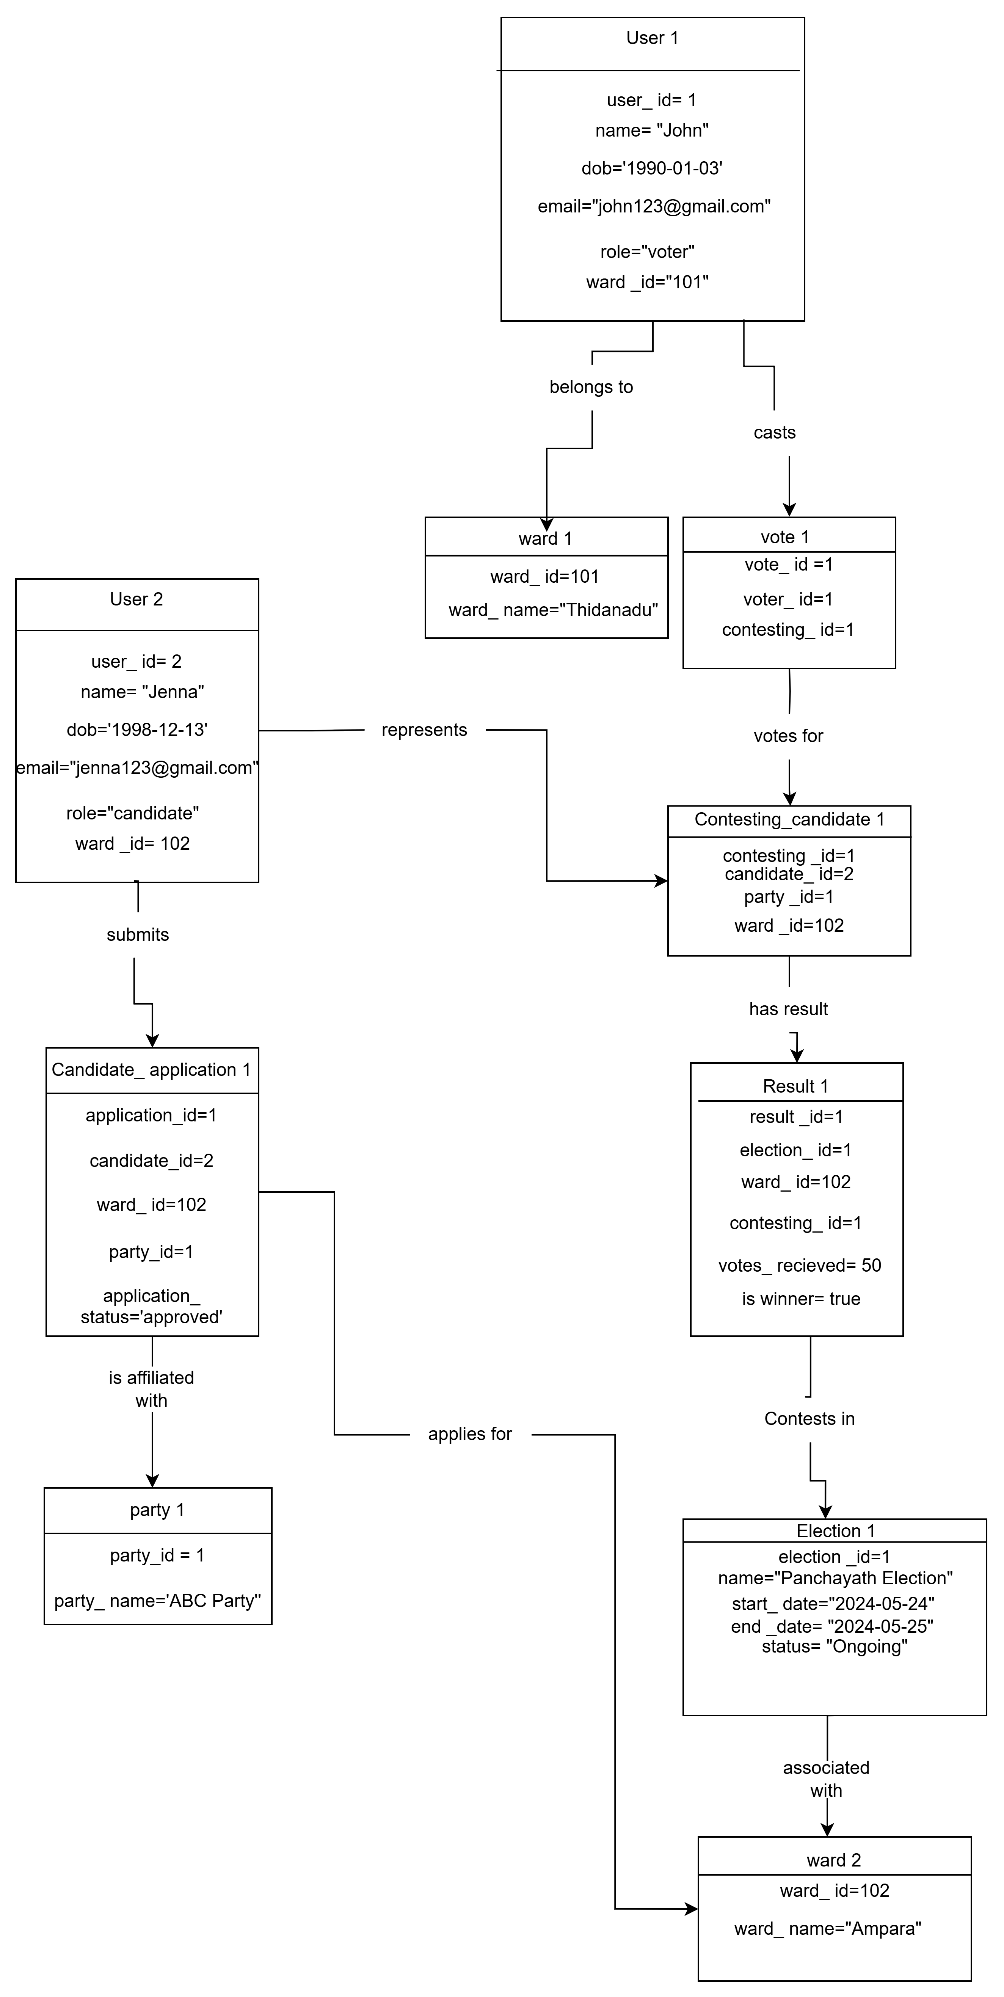 User 1
user_ id= 1
name= "John"
dob='1990-01-03'
email="john123@gmail.com"
role="voter"
ward _id="101"
belongs to
casts
ward 1
ward_ id=101
ward_ name="Thidanadu"
vote 1
vote_ id =1
voter_ id=1
contesting_ id=1
User 2
user_ id= 2
name= "Jenna"
dob='1998-12-13'
email="jenna123@gmail.com"
role="candidate"
ward _id= 102
represents
votes for
Contesting_candidate 1
contesting _id=1
candidate_ id=2
party _id=1
ward _id=102
submits
has result
Candidate_ application 1
application_id=1
candidate_id=2
ward_ id=102
party_id=1
application_
status='approved'
Result 1
result _id=1
election_ id=1
ward_ id=102
contesting_ id=1
votes_ recieved= 50
is winner= true
is affiliated
with
applies for
Contests in
party 1
party_id = 1
party_ name='ABC Party"
Election 1
election _id=1
name="Panchayath Election"
start_ date="2024-05-24"
end _date= "2024-05-25"
status= "Ongoing"
associated
with
ward 2
ward_ id=102
ward_ name="Ampara"